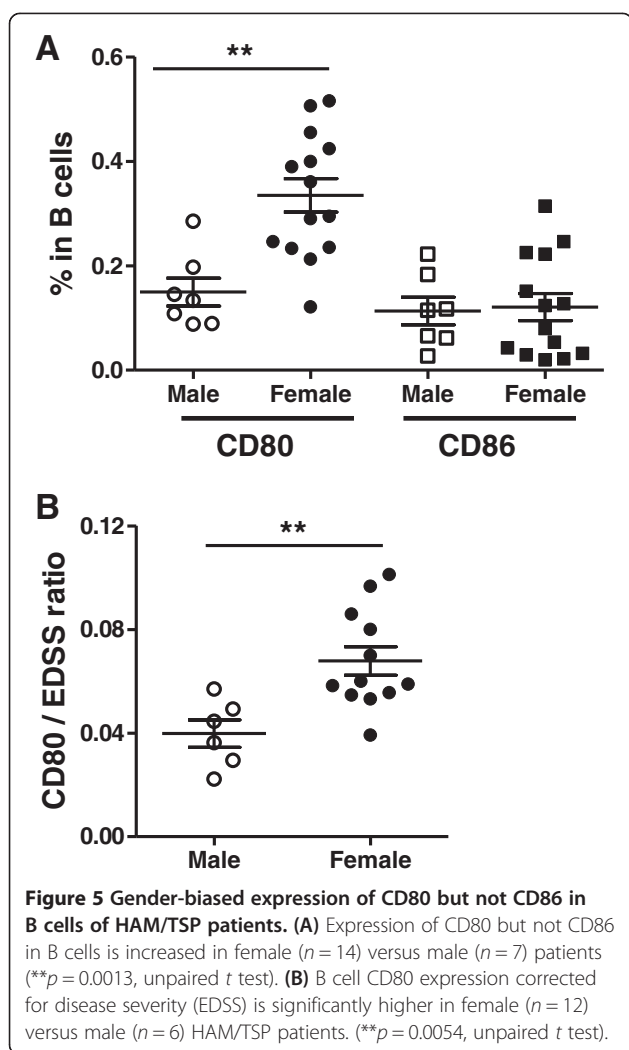 A
**
0.6
0.4
0.2
0.0
% in B cells
Male Female Male Female
CD80 CD86
B
**
0.12
0.08
0.04
0.00
CD80 / EDSS ratio
Male Female
Figure 5 Gender-biased expression of CD80 but not CD86 in
B cells of HAM/TSP patients. (A) Expression of CD80 but not CD86
in B cells is increased in female (n = 14) versus male (n = 7) patients
(**p = 0.0013, unpaired t test). (B) B cell CD80 expression corrected
for disease severity (EDSS) is significantly higher in female (n = 12)
versus male (n = 6) HAM/TSP patients. (**p = 0.0054, unpaired t test).